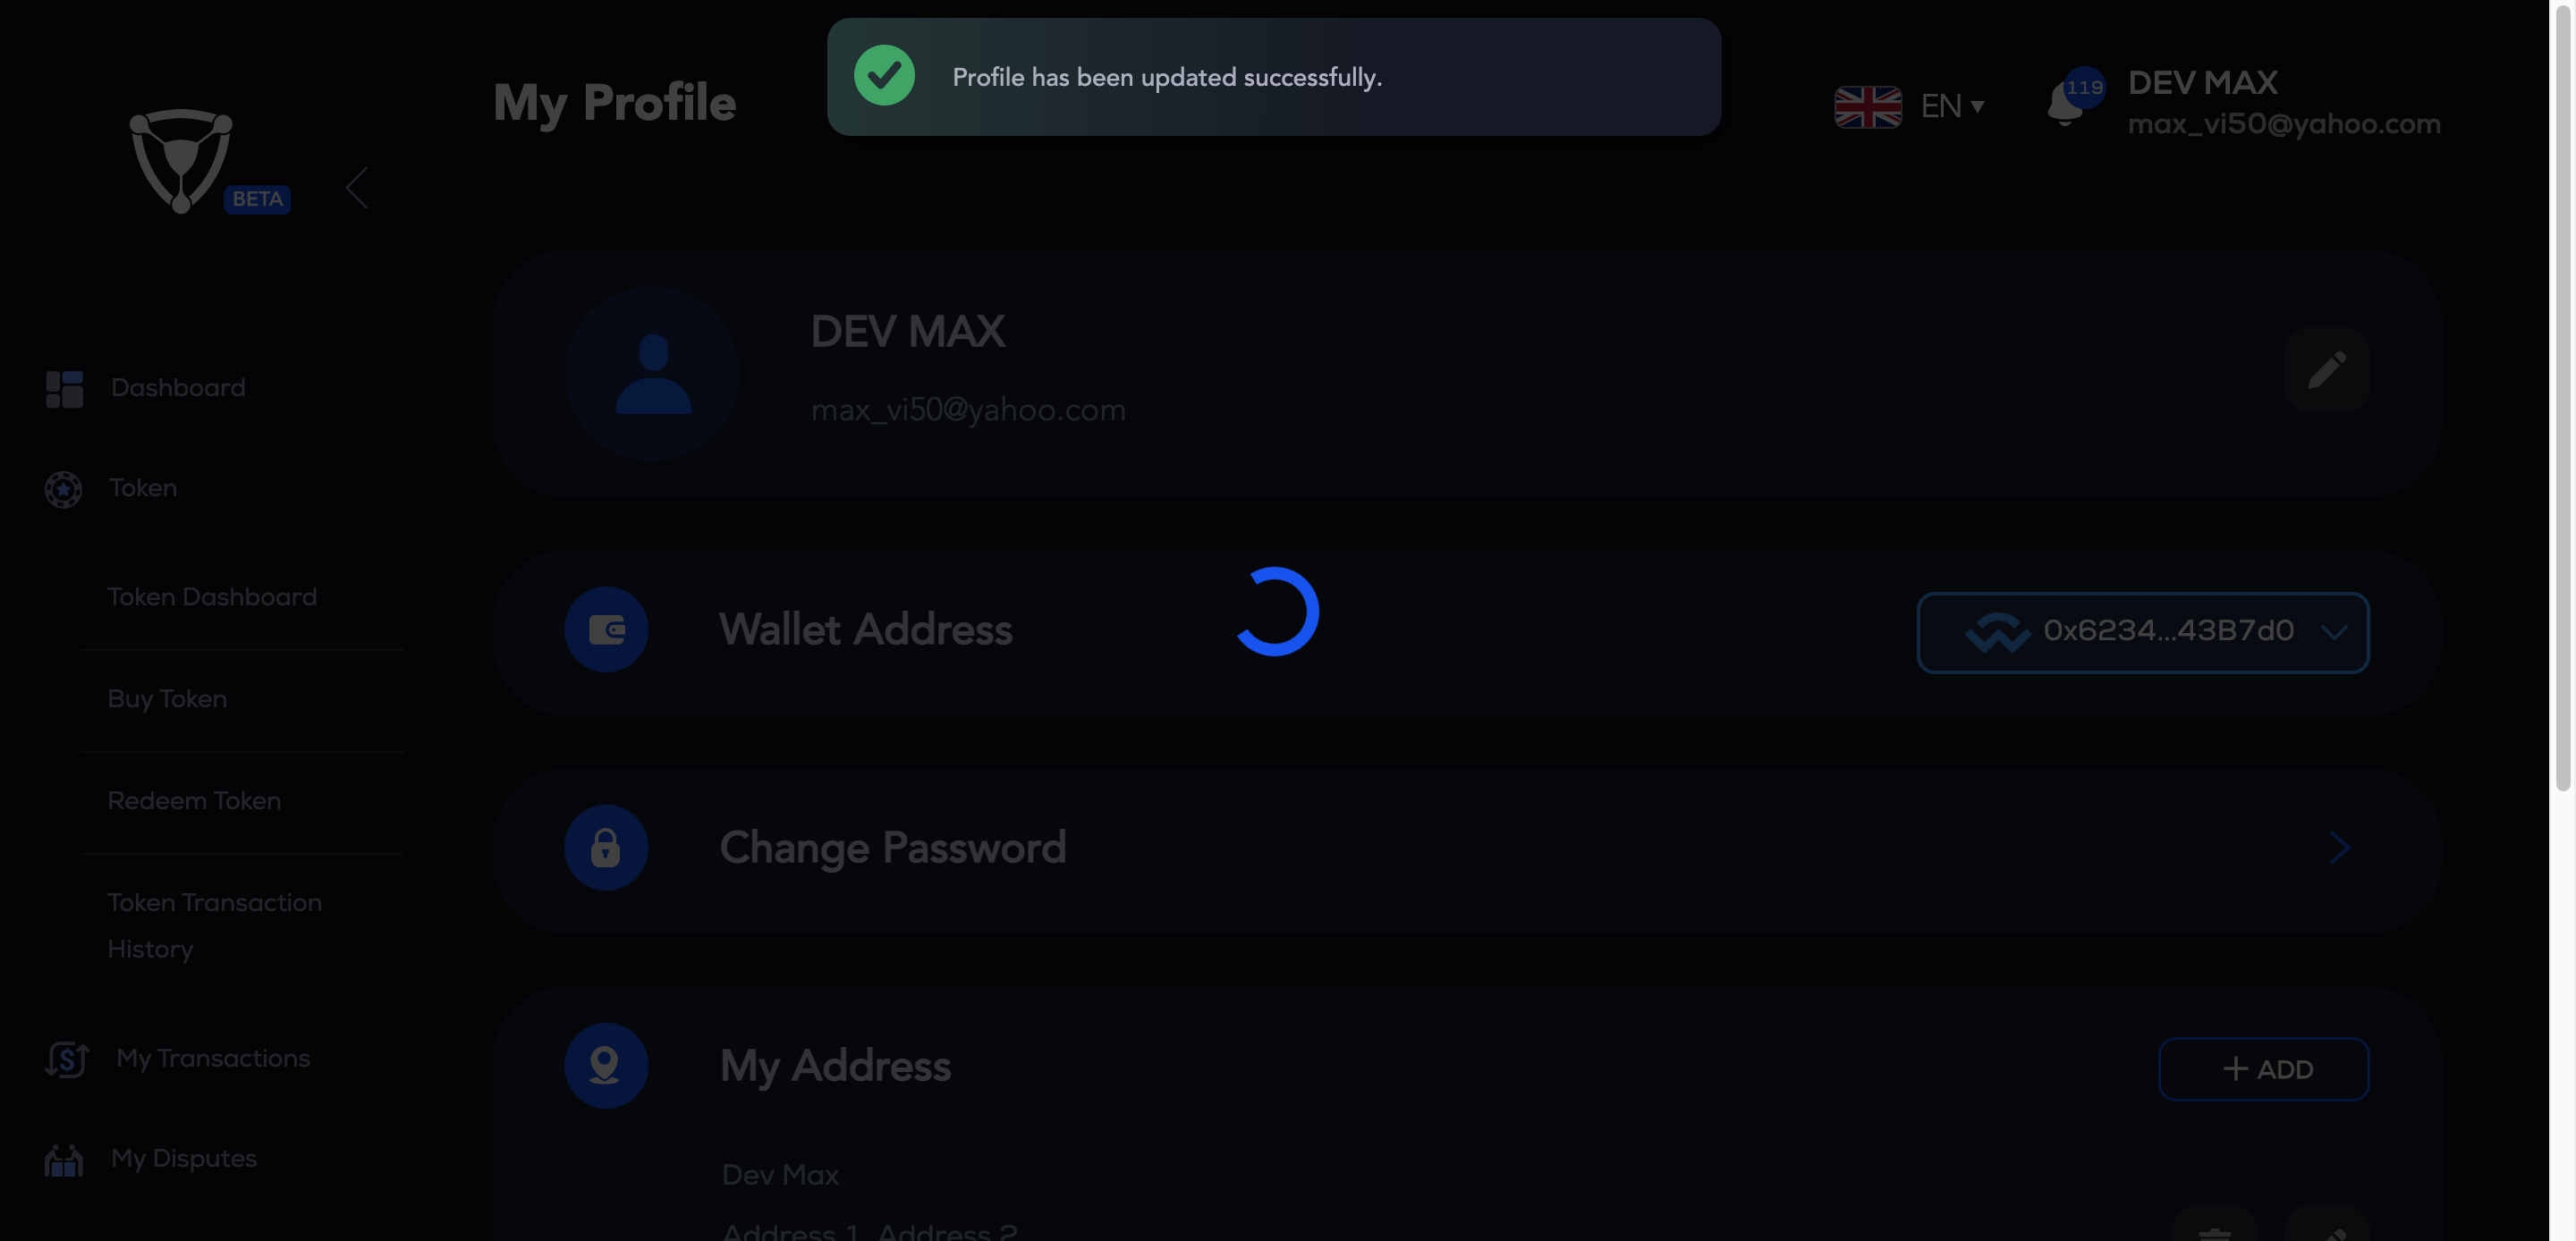 Profile has been updated successfully.
My Profile
EN
119
DEV MAX
max_vi50@yahoo.com
BETA
Dashboard
Token
Token Dashboard
Buy Token
Redeem Token
Token Transaction
History
My Transactions
My Disputes
DEV MAX
max_vi50@yahoo.com
Wallet Address
0x6234...43B7d0
Change Password
My Address
ADD
Dev Max
Address 1, Address 2